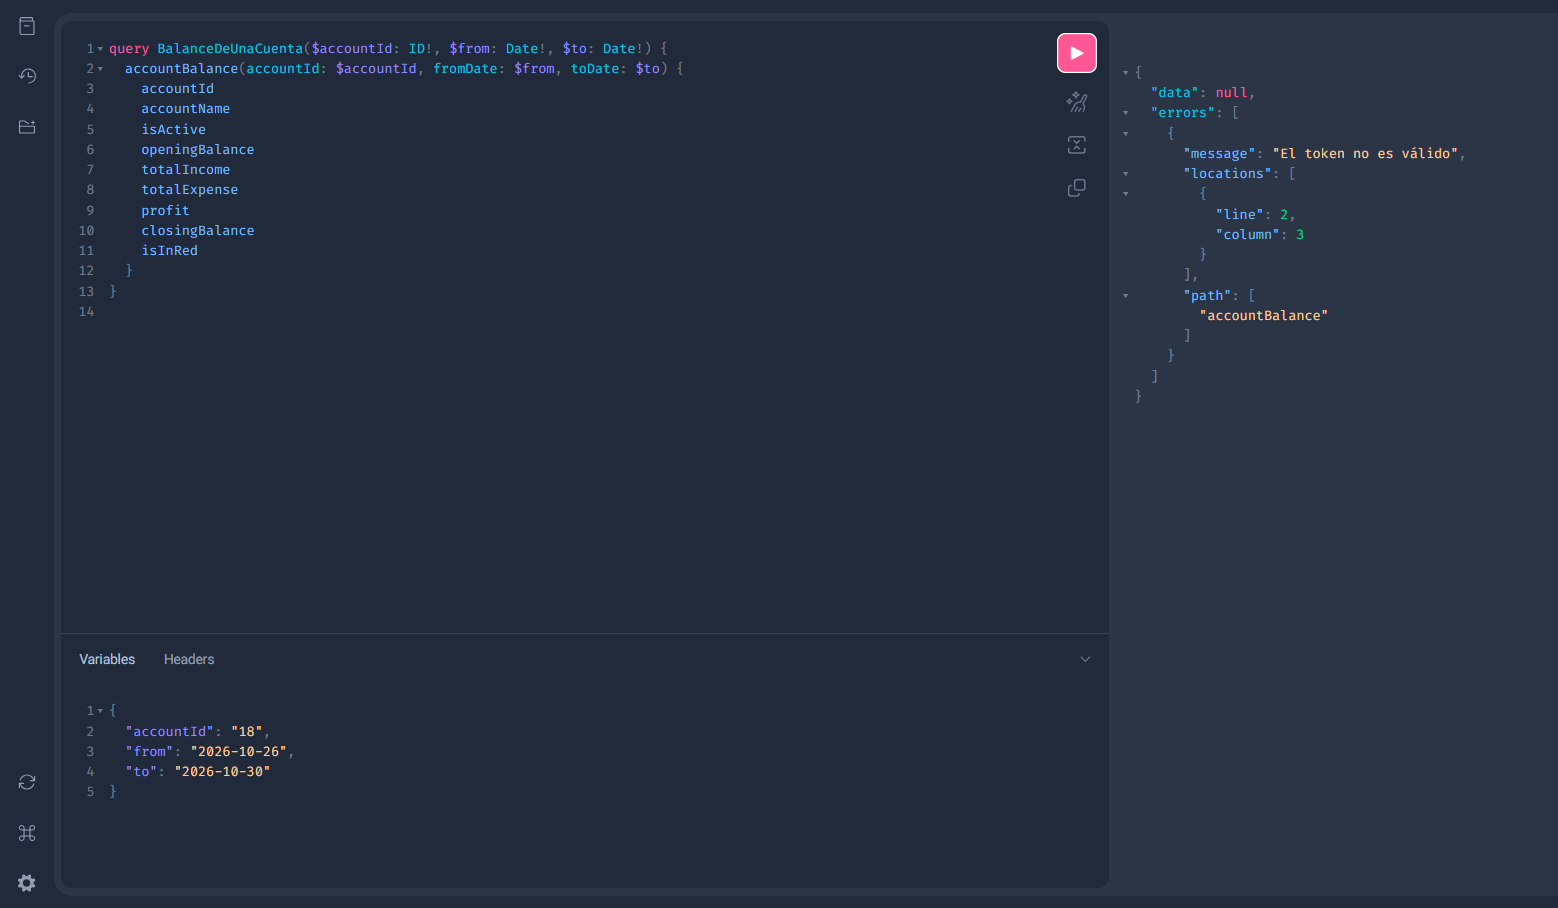 1 query BalanceDeUnaCuenta($accountId: ID!, $from: Date!, $to: Date!) {
2   accountBalance(accountId: $accountId, fromDate: $from, toDate: $to) {
3     accountId
4     accountName
5     isActive
6     openingBalance
7     totalIncome
8     totalExpense
9     profit
10     closingBalance
11     isInRed
12   }
13 }
14
Variables Headers
1 {
2   "accountId": "18",
3   "from": "2026-10-26",
4   "to": "2026-10-30"
5 }
{
  "data": null,
  "errors": [
    {
      "message": "El token no es válido",
      "locations": [
        {
          "line": 2,
          "column": 3
        }
      ],
      "path": [
        "accountBalance"
      ]
    }
  ]
}